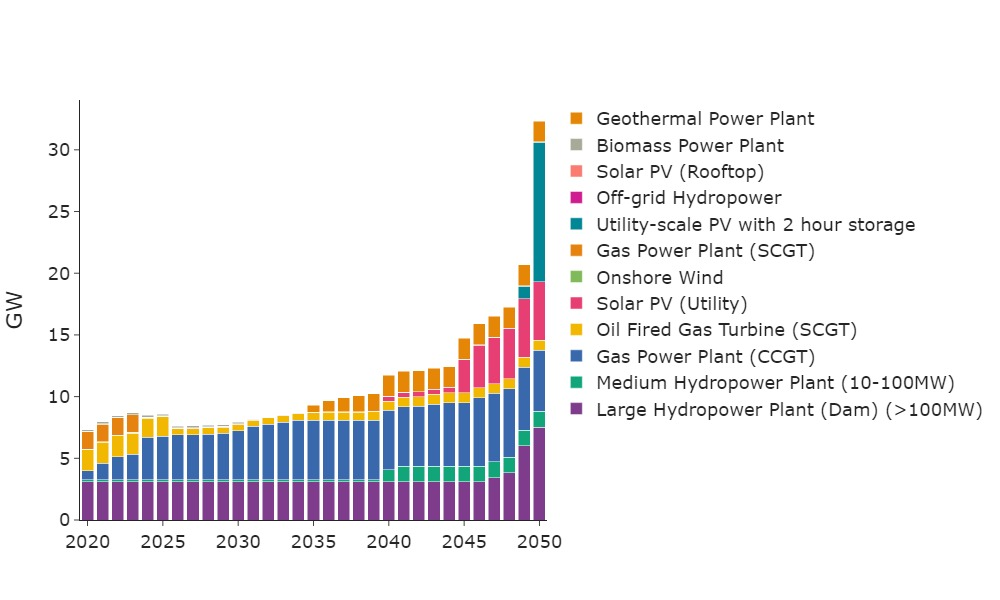 GW
30
25
20
15
10
5
0
2020 2025 2030 2035 2040 2045 2050
Geothermal Power Plant
Biomass Power Plant
Solar PV (Rooftop)
Off-grid Hydropower
Utility-scale PV with 2 hour storage
Gas Power Plant (SCGT)
Onshore Wind
Solar PV (Utility)
Oil Fired Gas Turbine (SCGT)
Gas Power Plant (CCGT)
Medium Hydropower Plant (10-100MW)
Large Hydropower Plant (Dam) (>100MW)